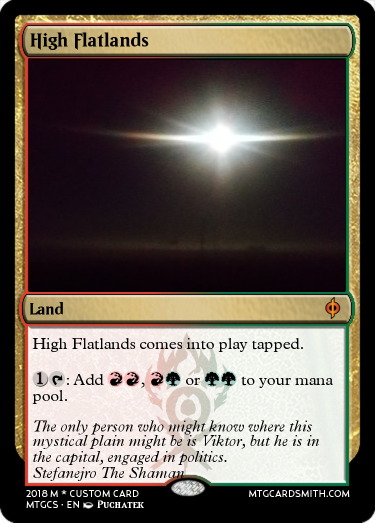 High Flatlands
Land
High Flatlands comes into play tapped.
1 : Add , or to your mana
pool.
The only person who might know where this
mystical plain might be is Viktor, but he is in
the capital, engaged in politics.
Stefanejro The Shaman
2018 M * CUSTOM CARD
MTGCS · EN Puchatek
MTGCARDSMITH.COM